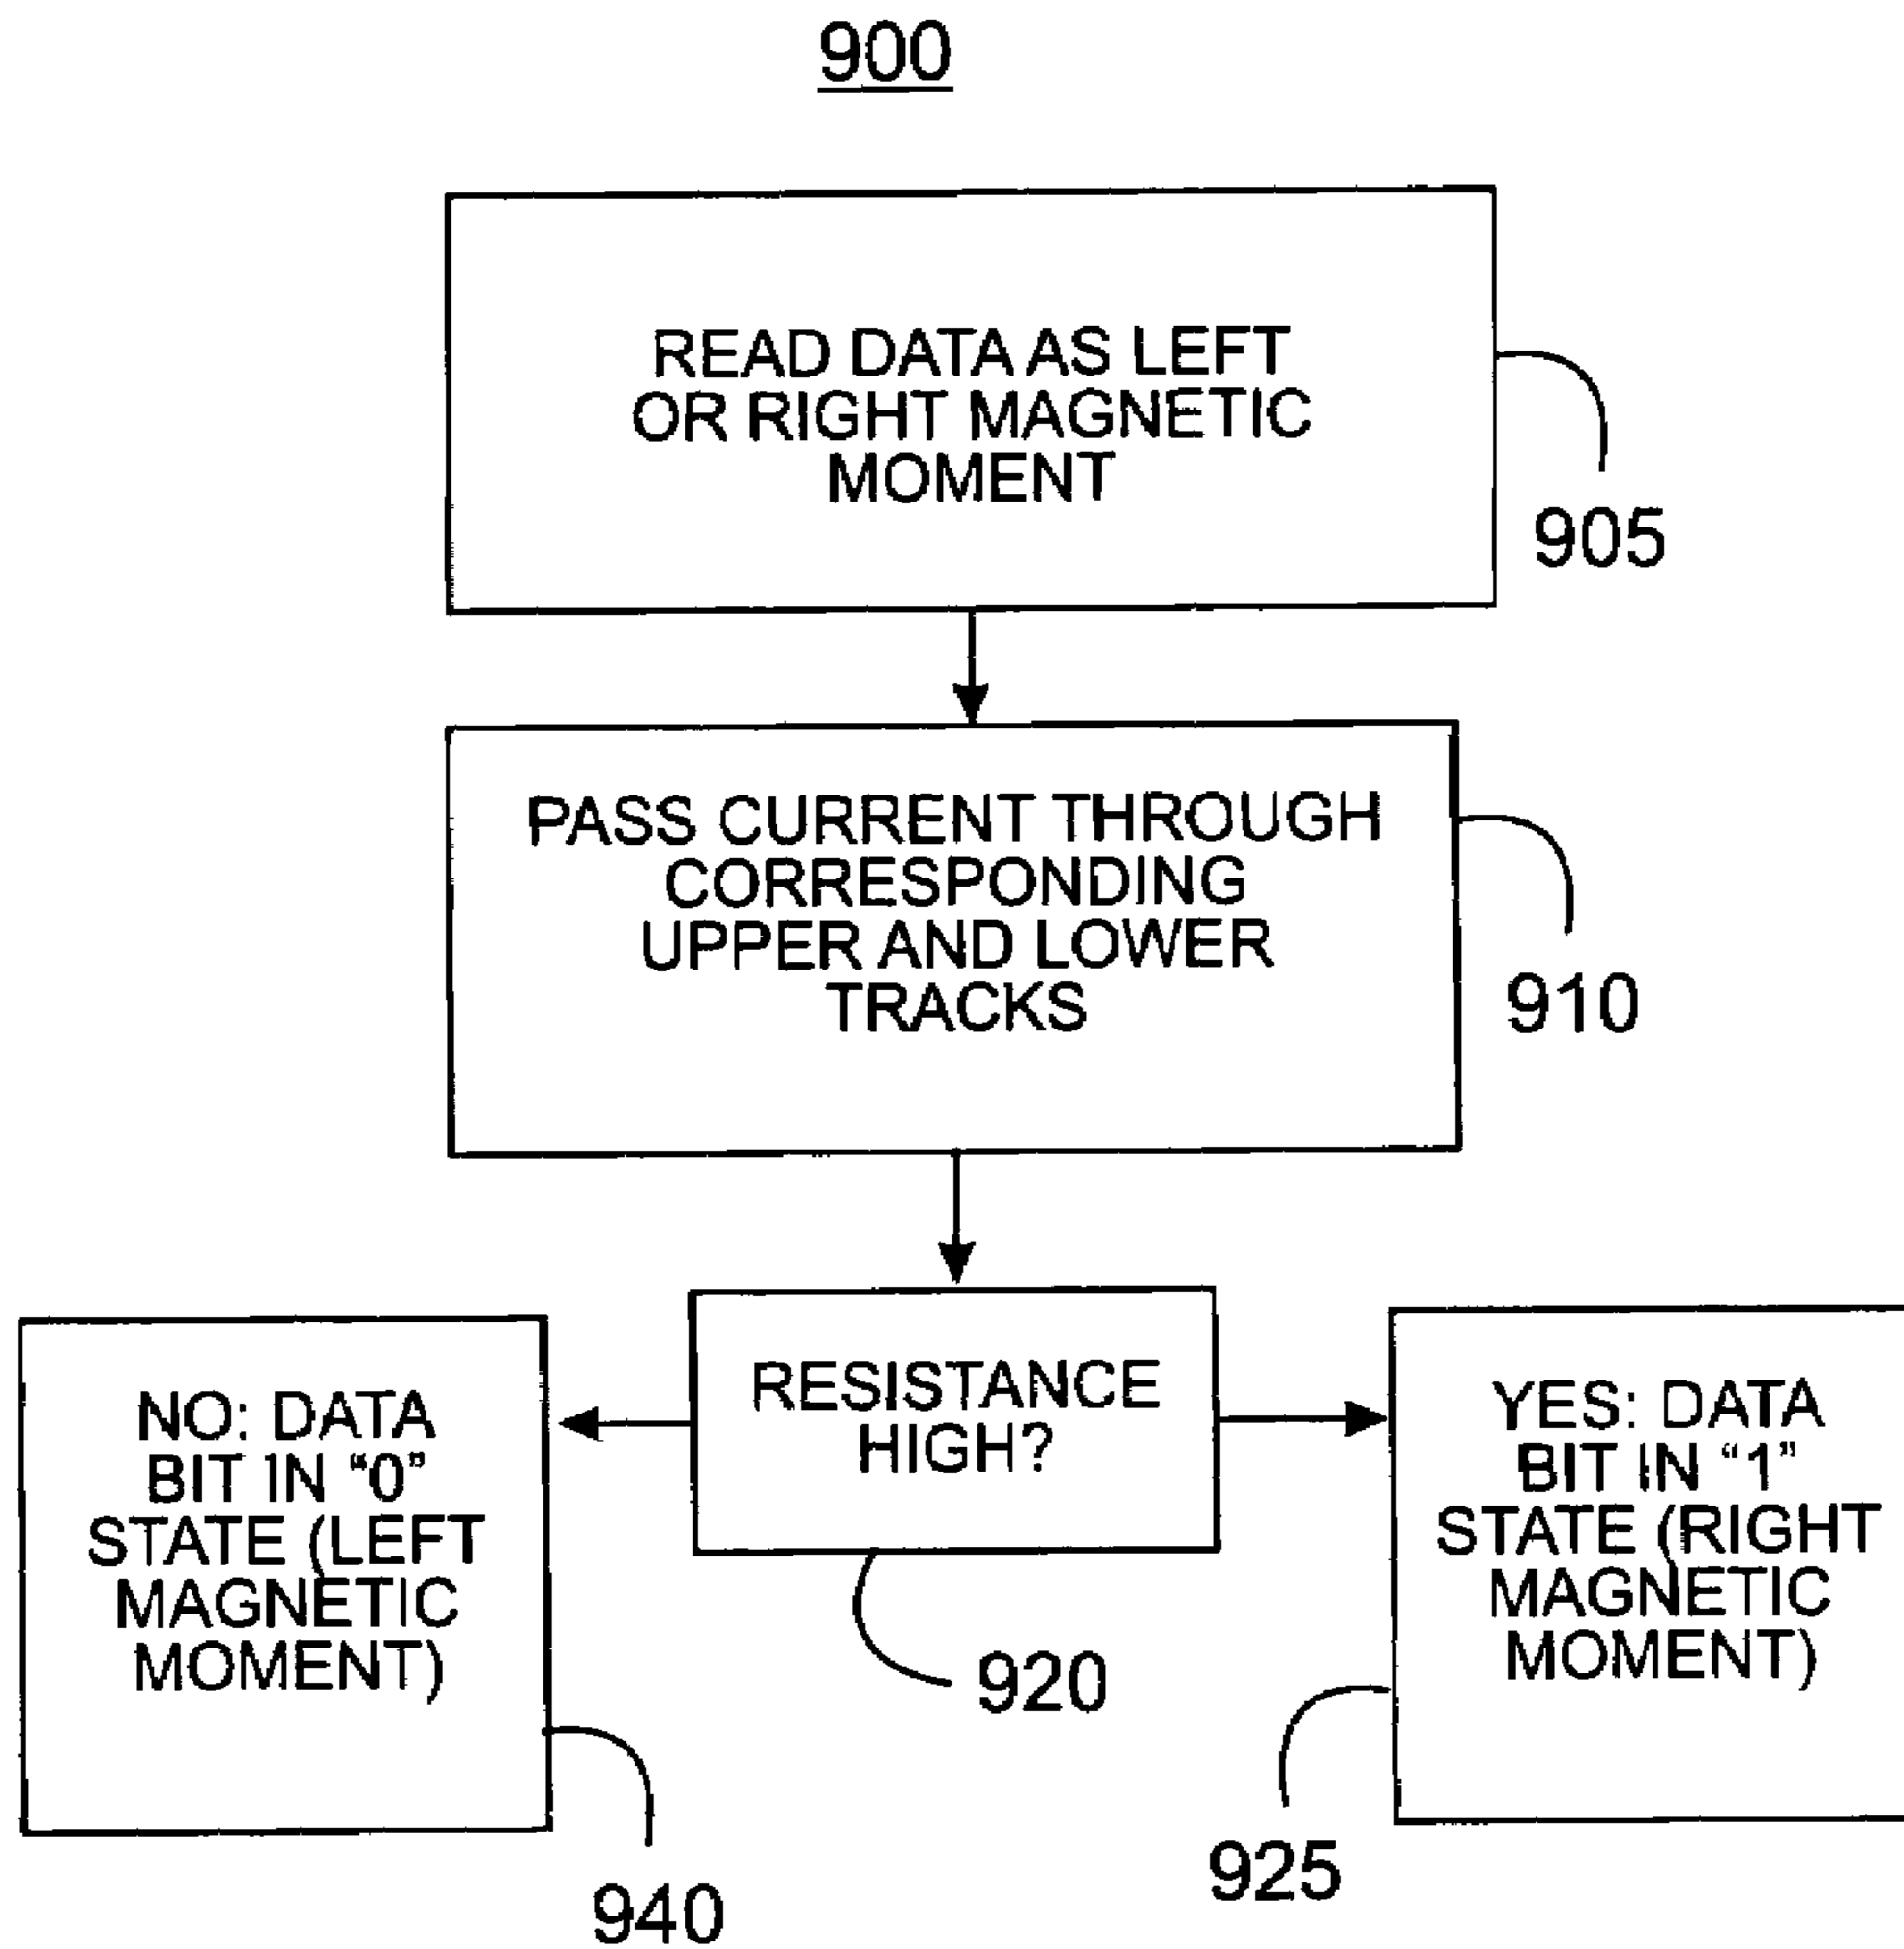 900
READ DATA AS LEFT
OR RIGHT MAGNETIC
MOMENT
905
PASS CURRENT THROUGH
CORRESPONDING
UPPER AND LOWER
TRACKS
910
RESISTANCE
HIGH?
920
NO: DATA
BIT IN “0”
STATE (LEFT
MAGNETIC
MOMENT)
940
YES: DATA
BIT IN “1”
STATE (RIGHT
MAGNETIC
MOMENT)
925